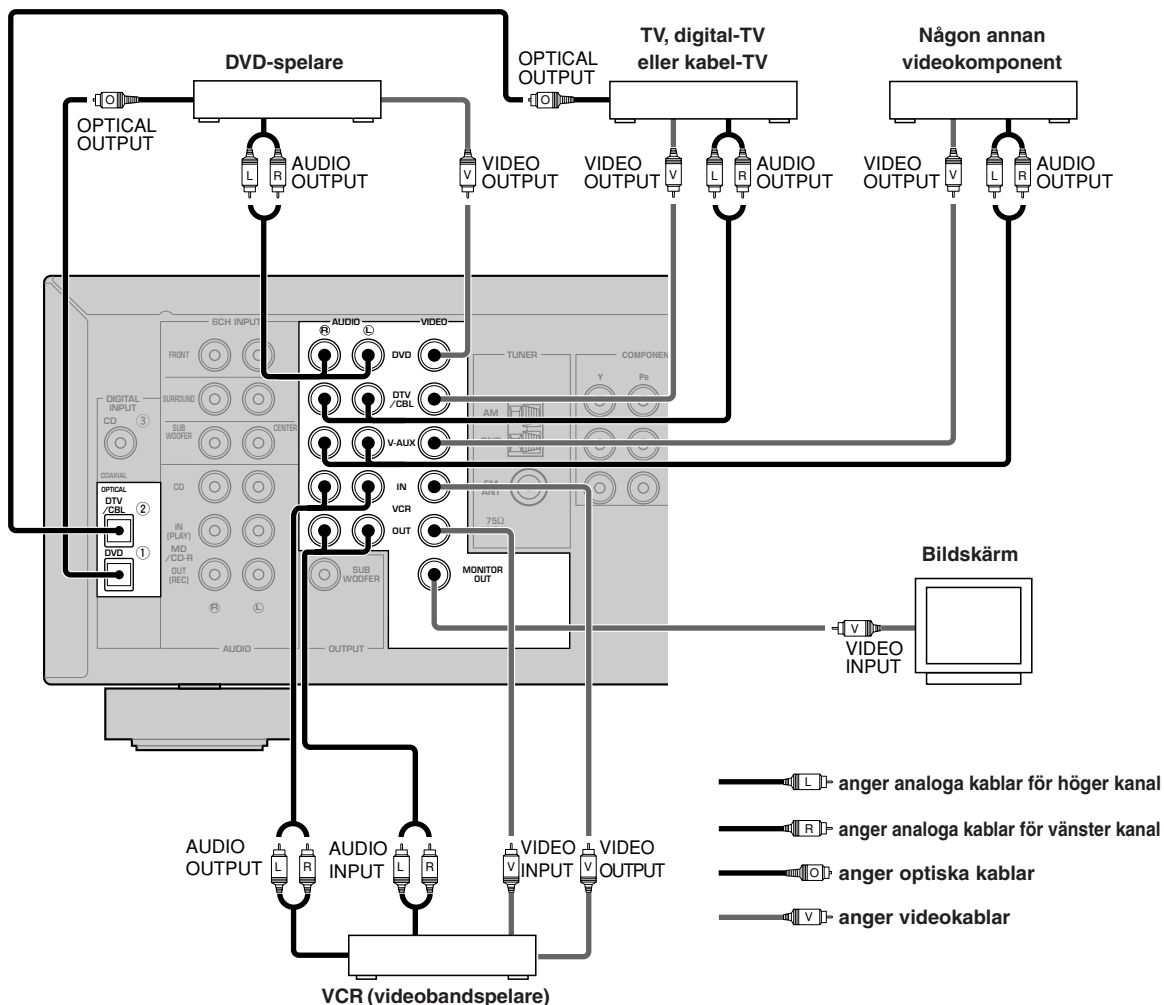 TV, digital-TV
eller kabel-TV
Någon annan
videokomponent
DVD-spelare
OPTICAL
OUTPUT
O
O
OPTICAL
OUTPUT
L
R
AUDIO
OUTPUT
V
VIDEO
OUTPUT
VIDEO
OUTPUT
V
L
R
AUDIO
OUTPUT
VIDEO
OUTPUT
V
L
R
AUDIO
OUTPUT
6CH INPUT
AUDIO
VIDEO
R
L
FRONT
DVD
TUNER
COMPONEN
Y
PB
DIGITAL
INPUT
CD ③
SURROUND
DTV
/CBL
AM
SUB
WOOFER
CENTER
V-AUX
GND
COAXIAL
OPTICAL
DTV
/CBL
②
CD
IN
VCR
FM
ANT
75Ω
IN
(PLAY)
MD
/CD-R
OUT
(REC)
OUT
DVD ①
SUB
WOOFER
MONITOR
OUT
R
L
AUDIO
OUTPUT
Bildskärm
V
VIDEO
INPUT
AUDIO
OUTPUT
L
R
AUDIO
INPUT
L
R
V
VIDEO
INPUT
V
VIDEO
OUTPUT
L anger analoga kablar för höger kanal
R anger analoga kablar för vänster kanal
O anger optiska kablar
V anger videokablar
VCR (videobandspelare)